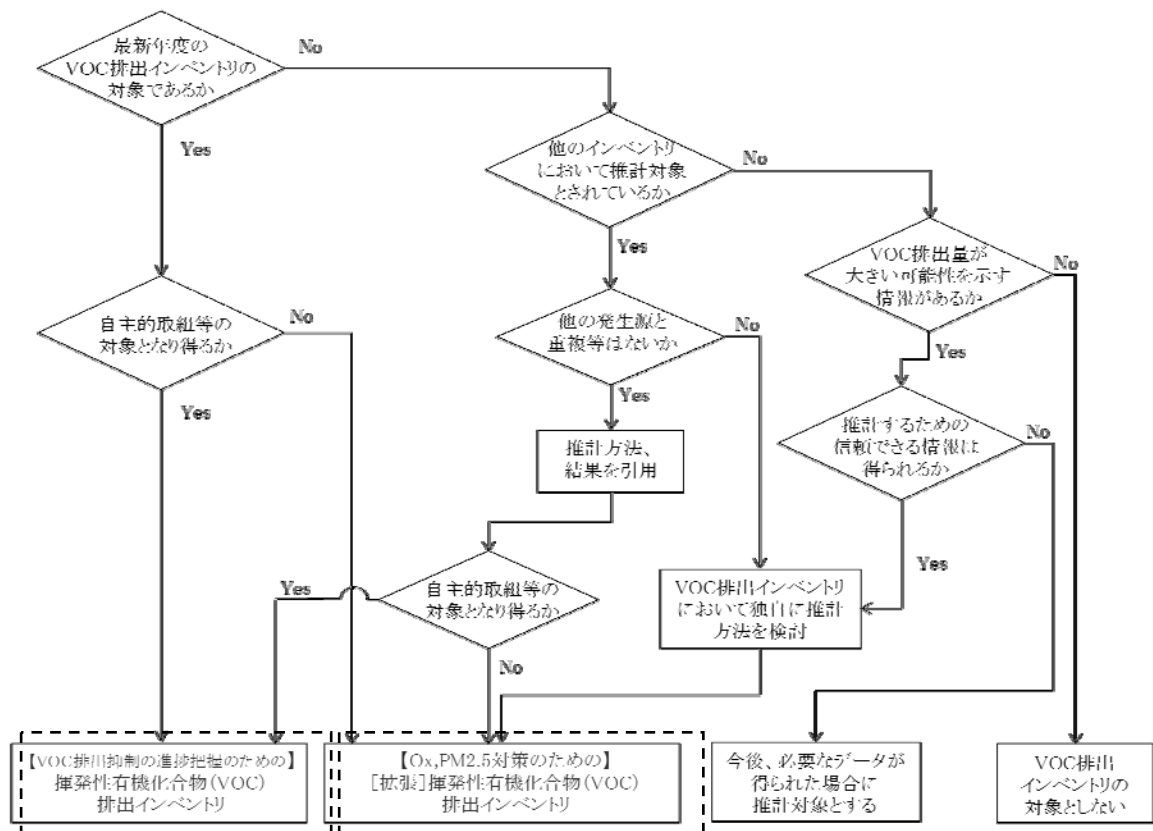 最新年度の
VOC排出インベントリの
対象であるか
No
Yes
他のインベントリ
において推計対象
とされているか
No
Yes
VOC排出量が
大きい可能性を示す
情報があるか
No
Yes
自主的取組等の
対象となり得るか
No
Yes
他の発生源と
重複等はないか
No
Yes
推計するための
信頼できる情報は
得られるか
No
Yes
推計方法、
結果を引用
自主的取組等の
対象となり得るか
Yes
No
VOC排出インベントリ
において独自に推計
方法を検討
【VOC排出抑制の進捗把握のための】
揮発性有機化合物(VOC)
排出インベントリ
【Ox,PM2.5対策のための】
[拡張]揮発性有機化合物(VOC)
排出インベントリ
今後、必要なデータが
得られた場合に
推計対象とする
VOC排出
インベントリの
対象としない